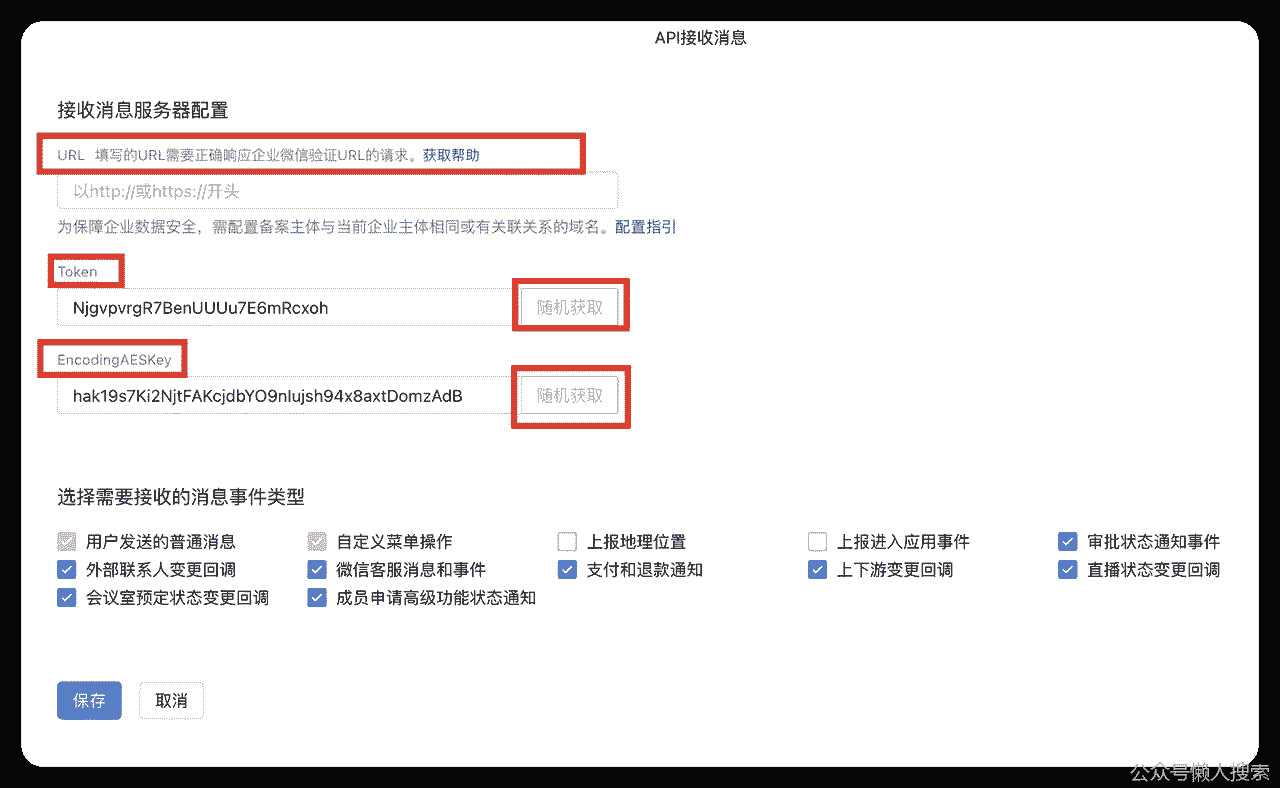 API接收消息
接收消息服务器配置
URL 填写的URL需要正确响应企业微信验证URL的请求。获取帮助
以http://或https://开头
为保障企业数据安全，需配置备案主体与当前企业主体相同或有关联关系的域名。配置指引
Token
NjgvpvrgR7BenUUUu7E6mRcxoh 随机获取
EncodingAESKey
hak19s7Ki2NjtFAKcjdbYO9nIujsh94x8axtDomzAdB 随机获取
选择需要接收的消息事件类型
用户发送的普通消息 自定义菜单操作 上报地理位置 上报进入应用事件 审批状态通知事件
外部联系人变更回调 微信客服消息和事件 支付和退款通知 上下游变更回调 直播状态变更回调
会议室预定状态变更回调 成员申请高级功能状态通知
保存 取消
公众号懒人搜索